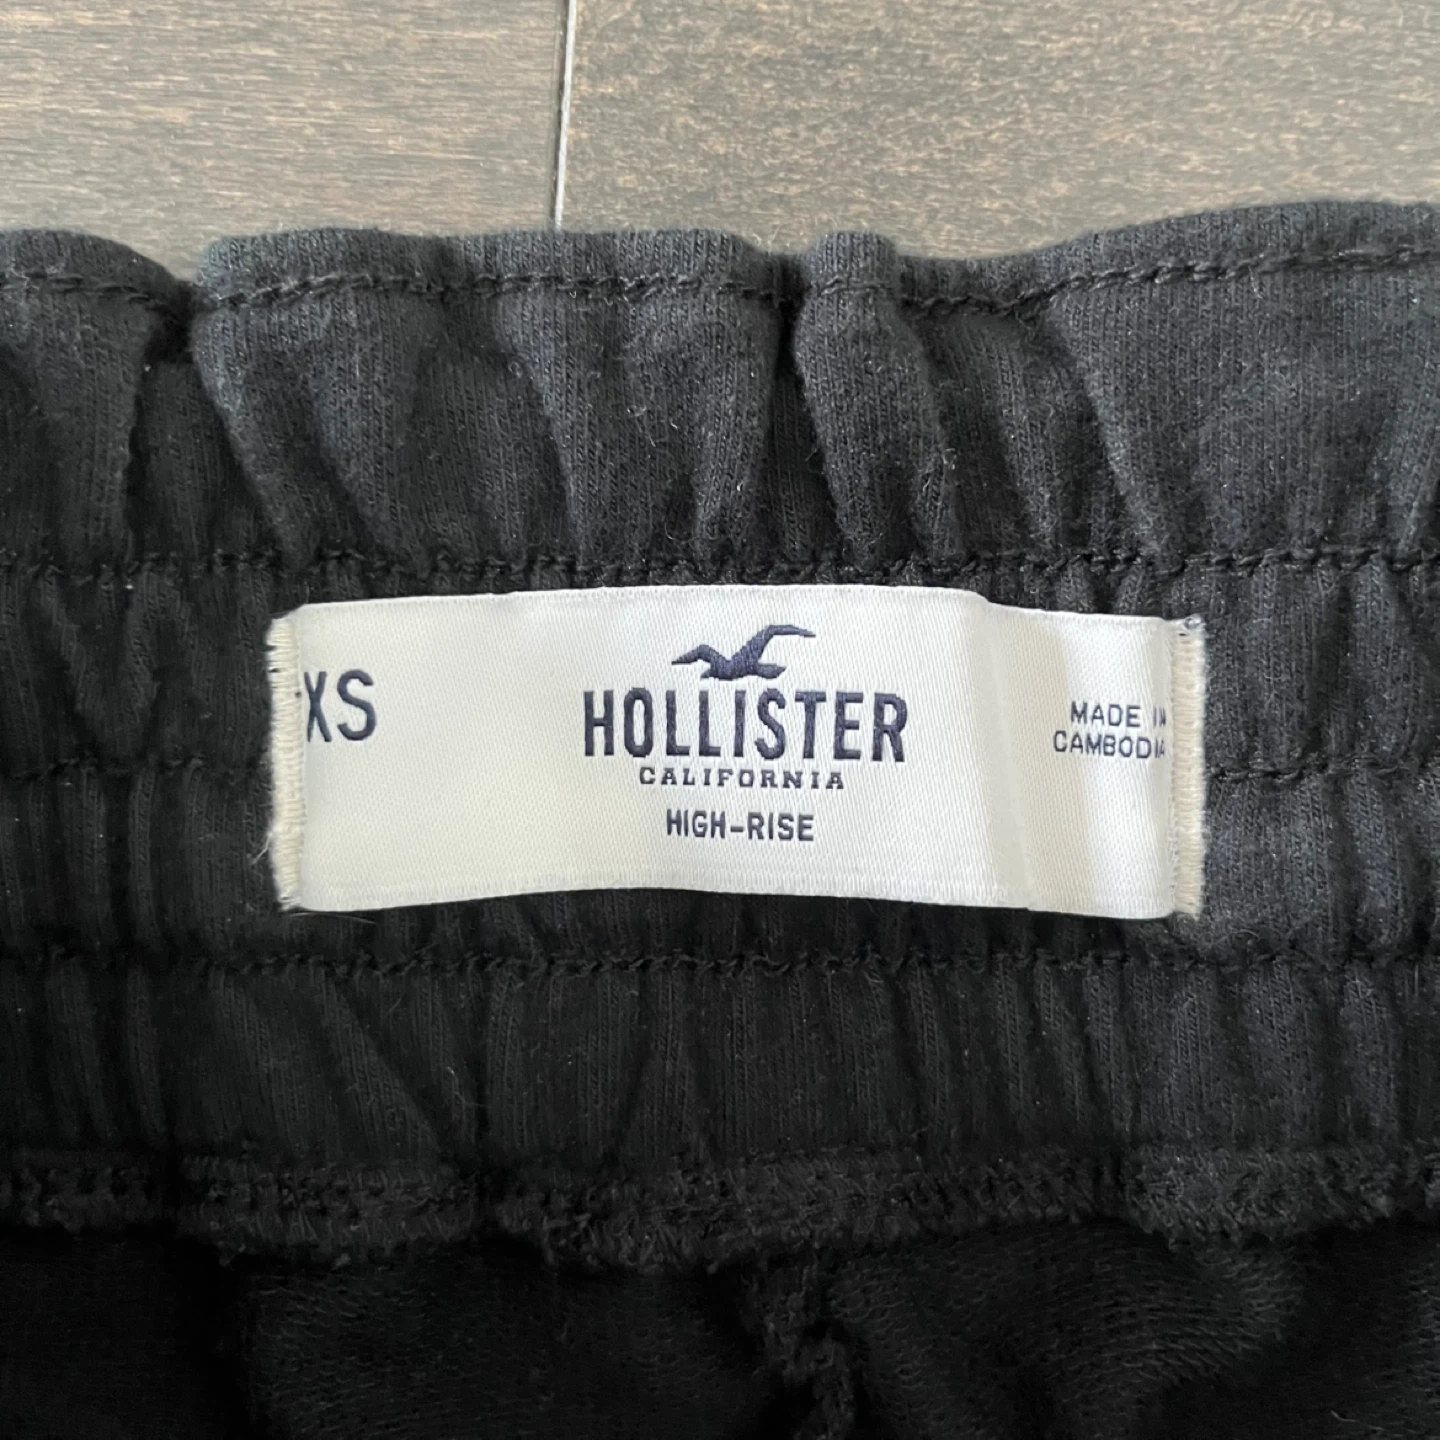 XS
HOLLISTER
CALIFORNIA
HIGH-RISE
MADE IN
CAMBODIA